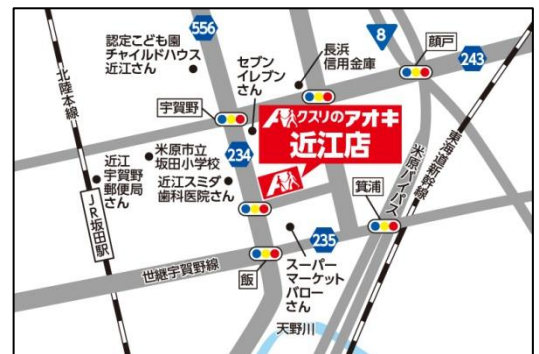 556
認定こども園
チャイルドハウス
近江さん
セブン
イレブン
さん
長浜
信用金庫
8
顔戸
243
北陸本線
宇賀野
クスリのアオキ
近江店
米原市立
坂田小学校
234
近江
宇賀野
郵便局
さん
近江スミダ
歯科医院さん
JR坂田駅
米原バイパス
東海道新幹線
箕浦
235
世継宇賀野線
飯
スーパー
マーケット
バロー
さん
天野川